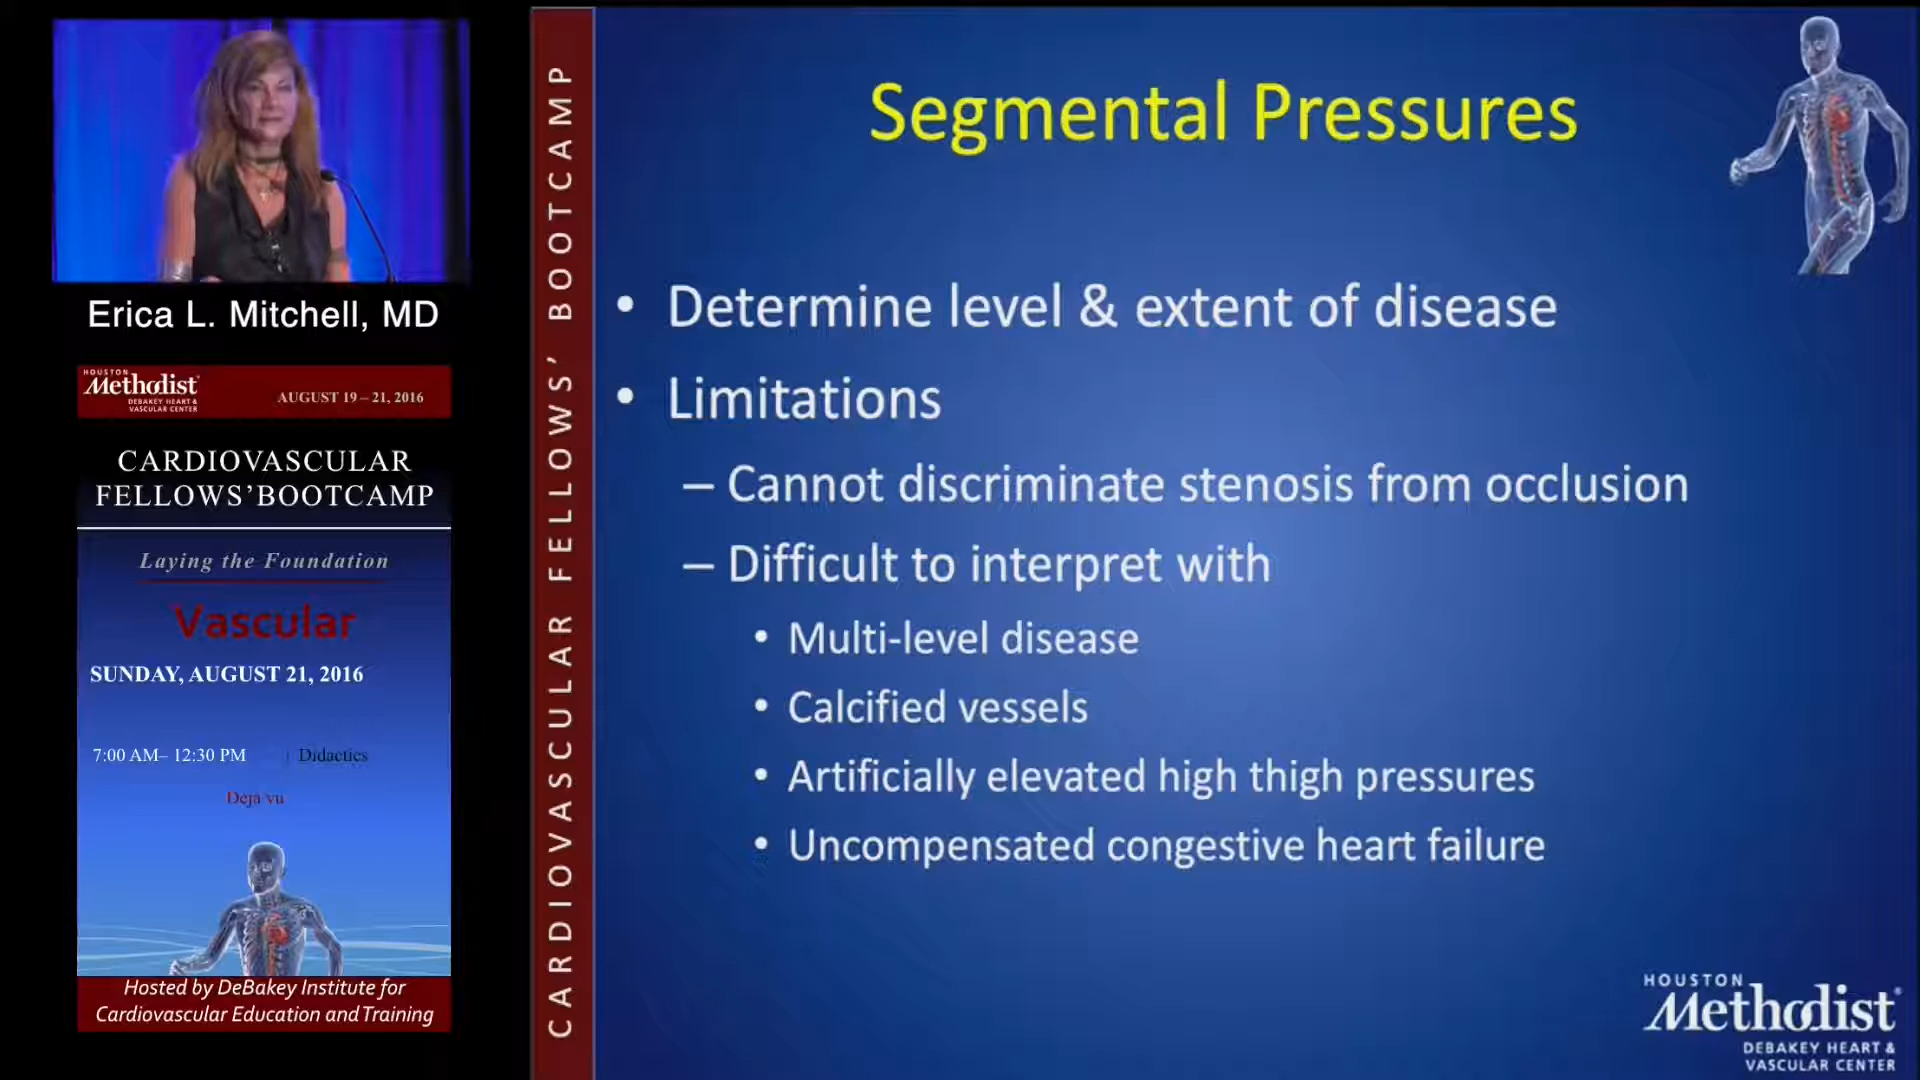 Erica L. Mitchell, MD
HOUSTON
Methodist
DEBAKEY HEART &
VASCULAR CENTER
AUGUST 19 – 21, 2016
CARDIOVASCULAR
FELLOWS’BOOTCAMP
Laying the Foundation
Vascular
SUNDAY, AUGUST 21, 2016
7:00 AM– 12:30 PM | Didactics
Deja vu
Hosted by DeBakey Institute for
Cardiovascular Education and Training
CARDIOVASCULAR FELLOWS’ BOOTCAMP
Segmental Pressures
• Determine level & extent of disease
• Limitations
– Cannot discriminate stenosis from occlusion
– Difficult to interpret with
• Multi-level disease
• Calcified vessels
• Artificially elevated high thigh pressures
• Uncompensated congestive heart failure
HOUSTON
Methodist
DEBAKEY HEART &
VASCULAR CENTER